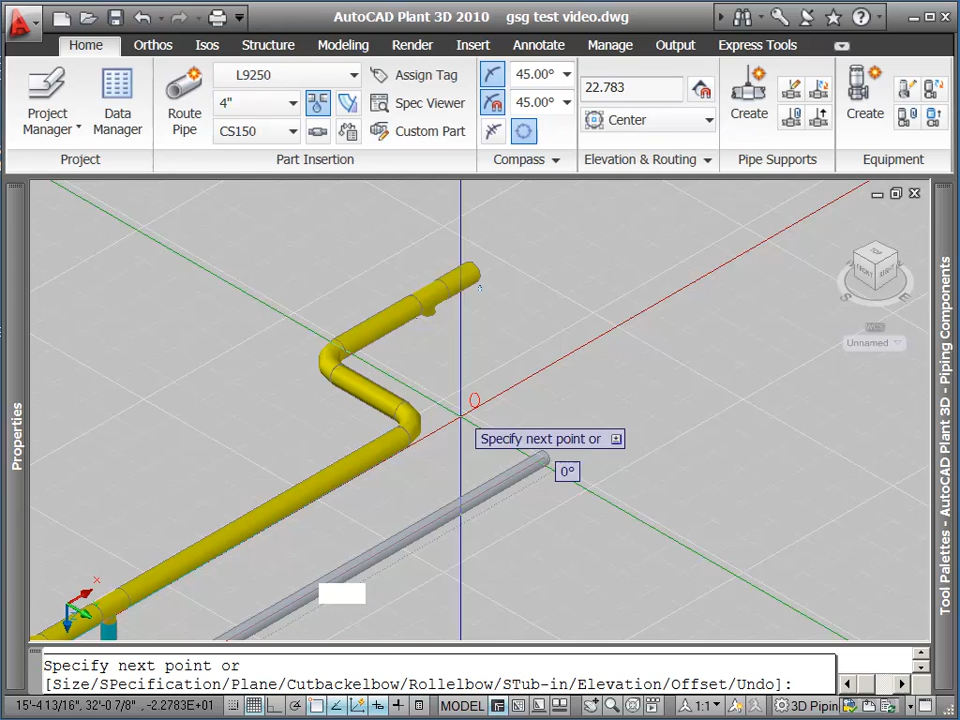 AutoCAD Plant 3D 2010 gsg test video.dwg
Home Orthos Isos Structure Modeling Render Insert Annotate Manage Output Express Tools
Project Manager
Data Manager
Project
Route Pipe
L9250
4"
CS150
Assign Tag
Spec Viewer
Custom Part
Part Insertion
45.00°
45.00°
Compass
22.783
Center
Elevation & Routing
Create
Pipe Supports
Create
Equipment
FRONT
S
E
WCS
Unnamed
0
Specify next point or
0°
X
Properties
Tool Palettes - AutoCAD Plant 3D - Piping Components
Specify next point or
[Size/SPecification/Plane/Cutbackelbow/Rollelbow/STub-in/Elevation/Offset/Undo]:
15'-4 13/16", 32'-0 7/8", -2.2783E+01
MODEL
1:1
3D Pipin